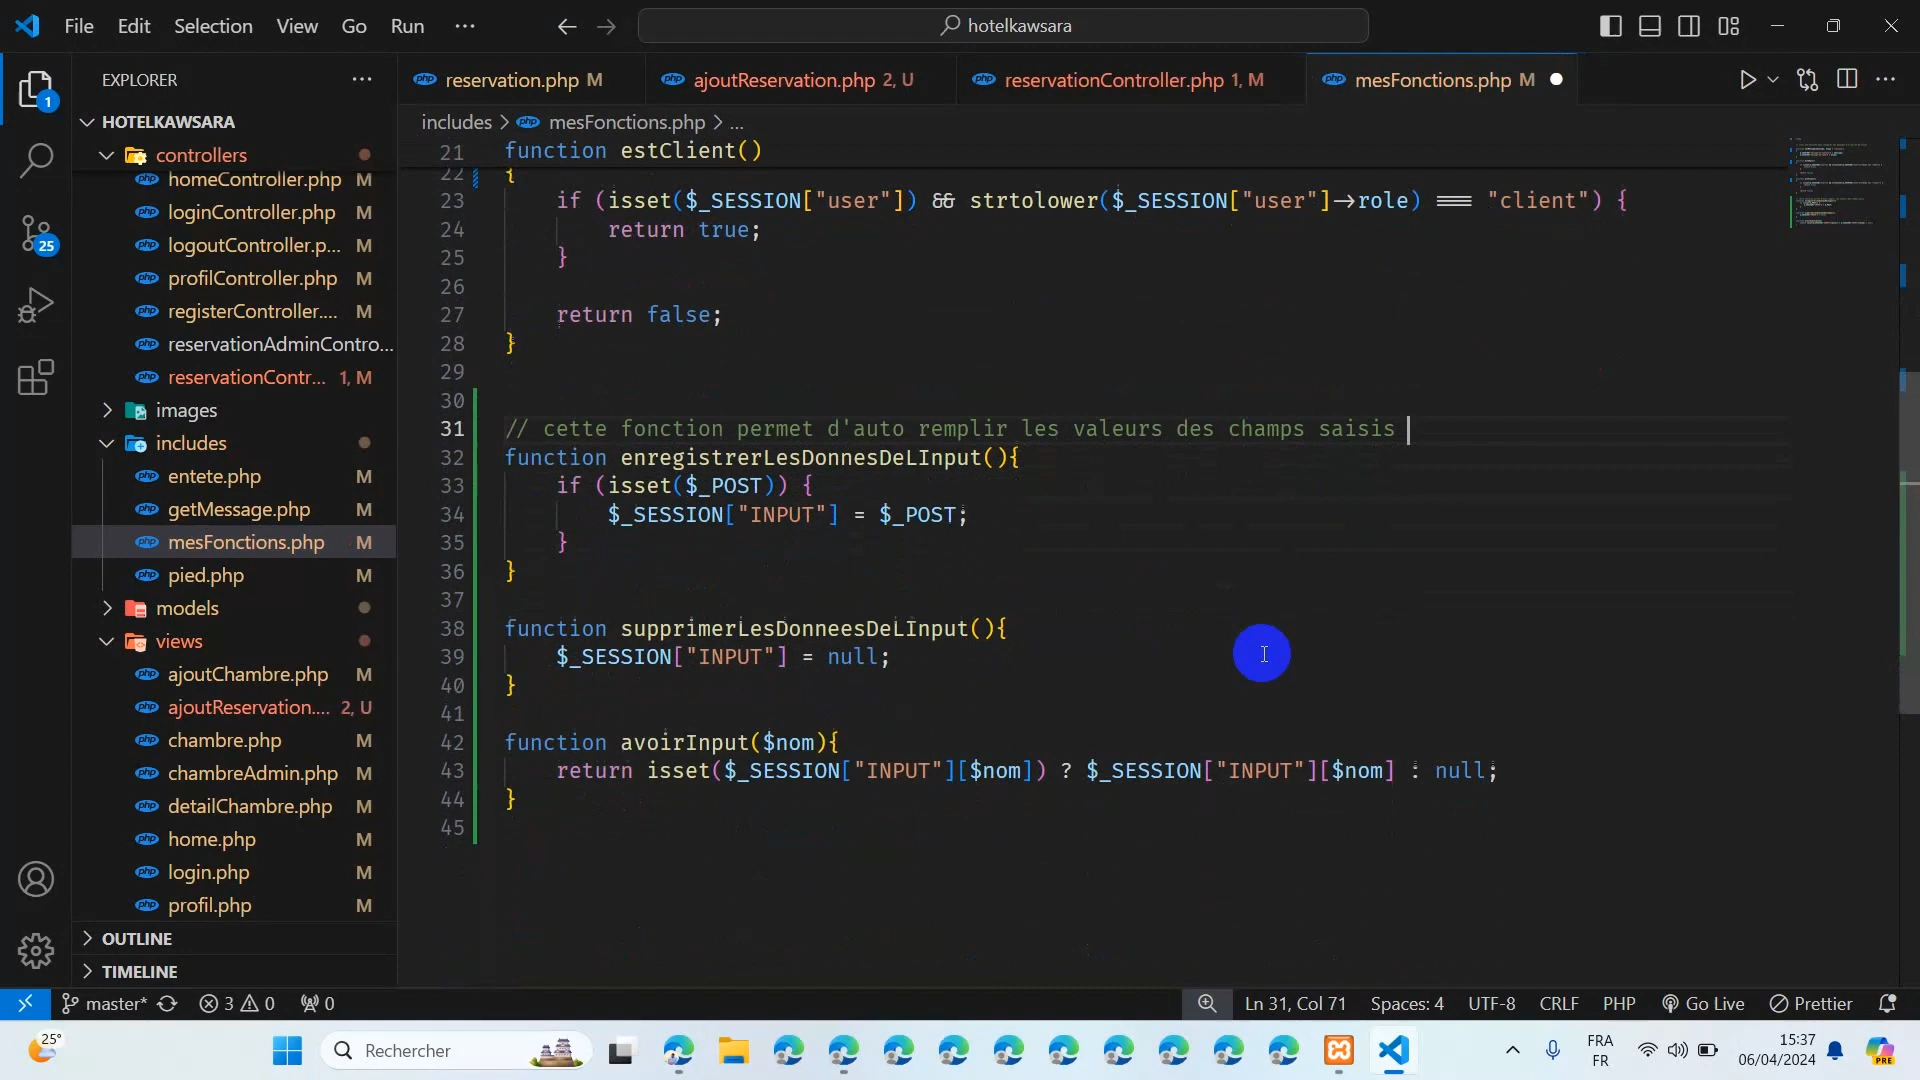 File Edit Selection View Go Run ···
hotelkawsara
EXPLORER ···
reservation.php M
ajoutReservation.php 2, U
reservationController.php 1, M
mesFonctions.php M
includes > mesFonctions.php > ...
HOTELKAWSARA
controllers
homeController.php M
loginController.php M
logoutController.p... M
profilController.php M
registerController.... M
reservationAdminContro...
reservationContr... 1, M
images
includes
entete.php M
getMessage.php M
mesFonctions.php M
pied.php M
models
views
ajoutChambre.php M
ajoutReservation.... 2, U
chambre.php M
chambreAdmin.php M
detailChambre.php M
home.php M
login.php M
profil.php M
OUTLINE
TIMELINE
1
25
21 function estClient()
22 {
23 if (isset($_SESSION["user"]) && strtolower($_SESSION["user"]->role) === "client") {
24 return true;
25 }
26
27 return false;
28 }
29
30
31 // cette fonction permet d'auto remplir les valeurs des champs saisis
32 function enregistrerLesDonnesDeLInput(){
33 if (isset($_POST)) {
34 $_SESSION["INPUT"] = $_POST;
35 }
36 }
37
38 function supprimerLesDonneesDeLInput(){
39 $_SESSION["INPUT"] = null;
40 }
41
42 function avoirInput($nom){
43 return isset($_SESSION["INPUT"][$nom]) ? $_SESSION["INPUT"][$nom] : null;
44 }
45
master* 3 0 0 Ln 31, Col 71 Spaces: 4 UTF-8 CRLF PHP Go Live Prettier
25°
Rechercher
FRA
FR
15:37
06/04/2024
PRE